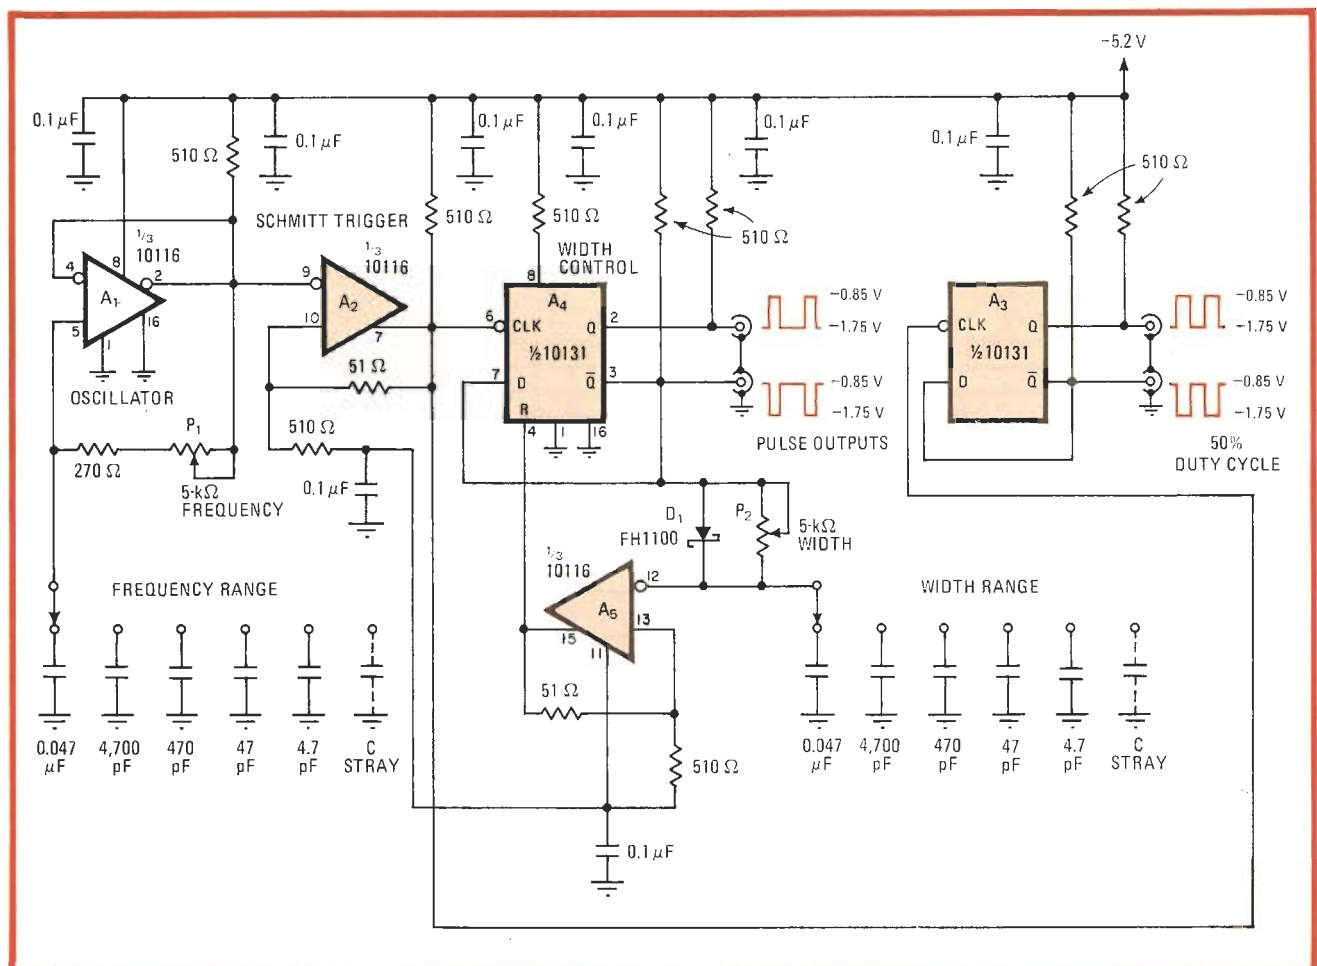 −5.2 V
0.1 μF
510 Ω
0.1 μF
0.1 μF
0.1 μF
0.1 μF
0.1 μF
510 Ω
510 Ω
510 Ω
510 Ω
SCHMITT TRIGGER
WIDTH
CONTROL
1/3
10116
4
8
2
A1
5
16
1
OSCILLATOR
1/3
10116
9
A2
10
7
51 Ω
8
A4
6
CLK
Q
2
½10131
7
D
Q̅
3
R
4
1
16
−0.85 V
−1.75 V
−0.85 V
−1.75 V
PULSE OUTPUTS
A3
CLK
Q
½10131
D
Q̅
−0.85 V
−1.75 V
−0.85 V
−1.75 V
50%
DUTY CYCLE
270 Ω
P1
5-kΩ
FREQUENCY
510 Ω
0.1 μF
D1
FH1100
P2
5-kΩ
WIDTH
1/3
10116
12
A5
13
15
11
51 Ω
510 Ω
0.1 μF
FREQUENCY RANGE
0.047
μF
4,700
pF
470
pF
47
pF
4.7
pF
C
STRAY
WIDTH RANGE
0.047
μF
4,700
pF
470
pF
47
pF
4.7
pF
C
STRAY